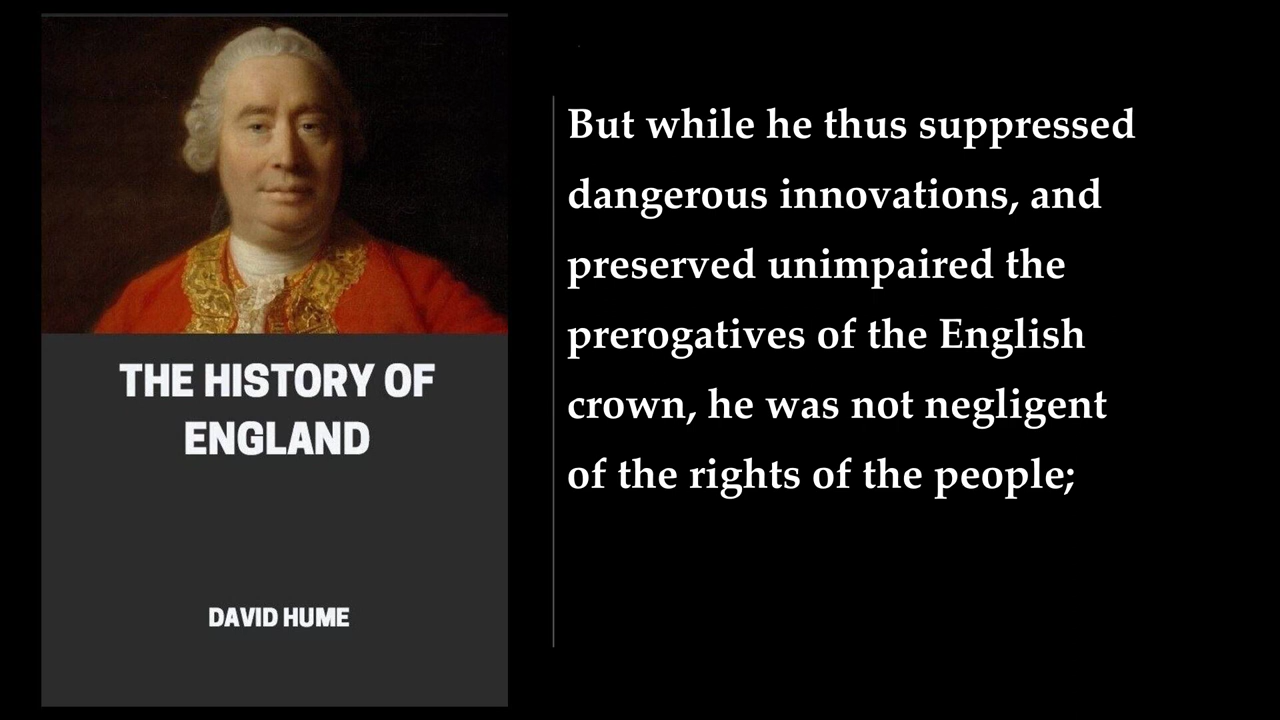 THE HISTORY OF
ENGLAND
DAVID HUME
But while he thus suppressed
dangerous innovations, and
preserved unimpaired the
prerogatives of the English
crown, he was not negligent
of the rights of the people;